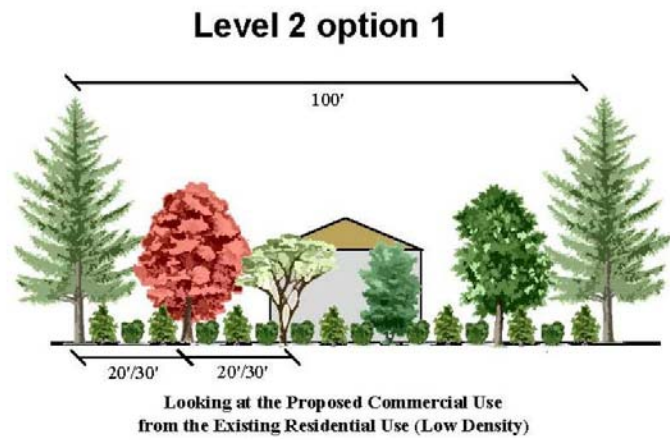 Level 2 option 1
100'
20'/30'
20'/30'
Looking at the Proposed Commercial Use
from the Existing Residential Use (Low Density)